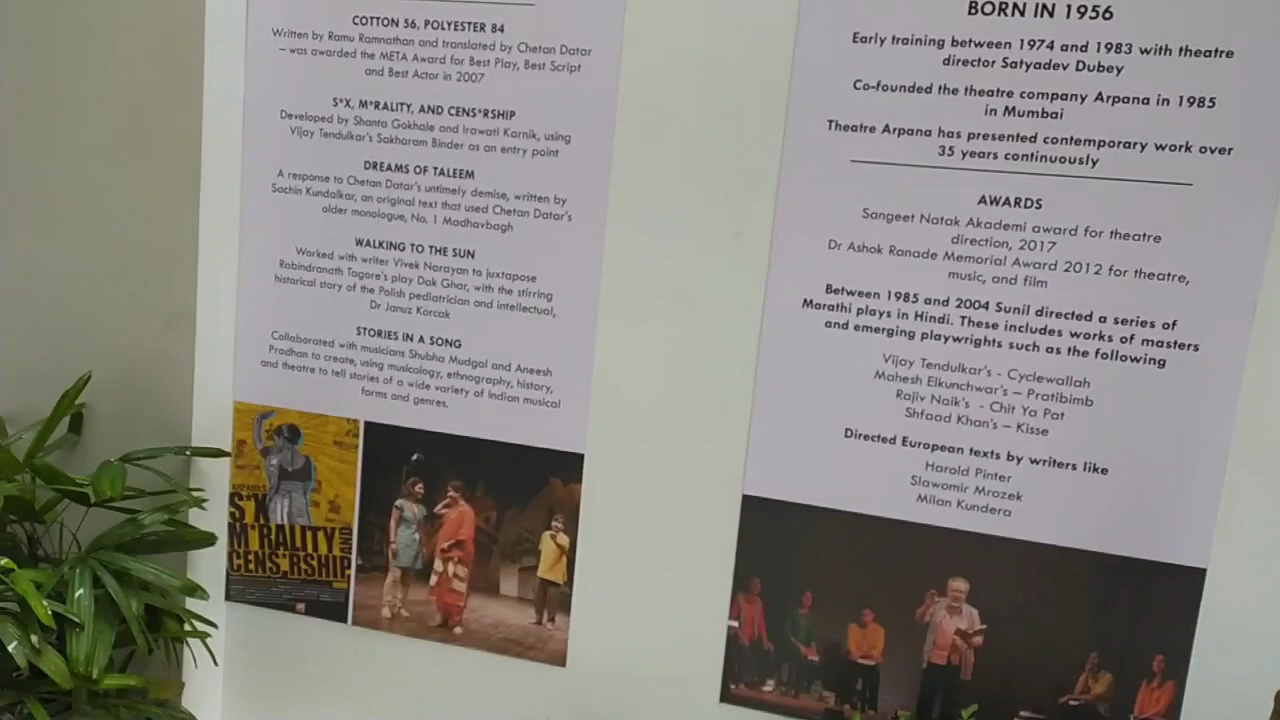 COTTON 56, POLYESTER 84
Written by Ramu Ramnathan and translated by Chetan Datar
– was awarded the META Award for Best Play, Best Script
and Best Actor in 2007
S*X, M*RALITY, AND CENS*RSHIP
Developed by Shanta Gokhale and Irawati Karnik, using
Vijay Tendulkar's Sakharam Binder as an entry point
DREAMS OF TALEEM
A response to Chetan Datar's untimely demise, written by
Sachin Kundalkar, an original text that used Chetan Datar's
older monologue, No. 1 Madhavbagh
WALKING TO THE SUN
Worked with writer Vivek Narayan to juxtapose
Rabindranath Tagore's play Dak Ghar, with the stirring
historical story of the Polish pediatrician and intellectual,
Dr Januz Korcak
STORIES IN A SONG
Collaborated with musicians Shubha Mudgal and Aneesh
Pradhan to create, using musicology, ethnography, history,
and theatre to tell stories of a wide variety of Indian musical
forms and genres.
ARPANA'S
S*X
M*RALITY AND
CENS*RSHIP
BORN IN 1956
Early training between 1974 and 1983 with theatre
director Satyadev Dubey
Co-founded the theatre company Arpana in 1985
in Mumbai
Theatre Arpana has presented contemporary work over
35 years continuously
AWARDS
Sangeet Natak Akademi award for theatre
direction, 2017
Dr Ashok Ranade Memorial Award 2012 for theatre,
music, and film
Between 1985 and 2004 Sunil directed a series of
Marathi plays in Hindi. These includes works of masters
and emerging playwrights such as the following
Vijay Tendulkar's - Cyclewallah
Mahesh Elkunchwar's – Pratibimb
Rajiv Naik's - Chit Ya Pat
Shfaad Khan's – Kisse
Directed European texts by writers like
Harold Pinter
Slawomir Mrozek
Milan Kundera